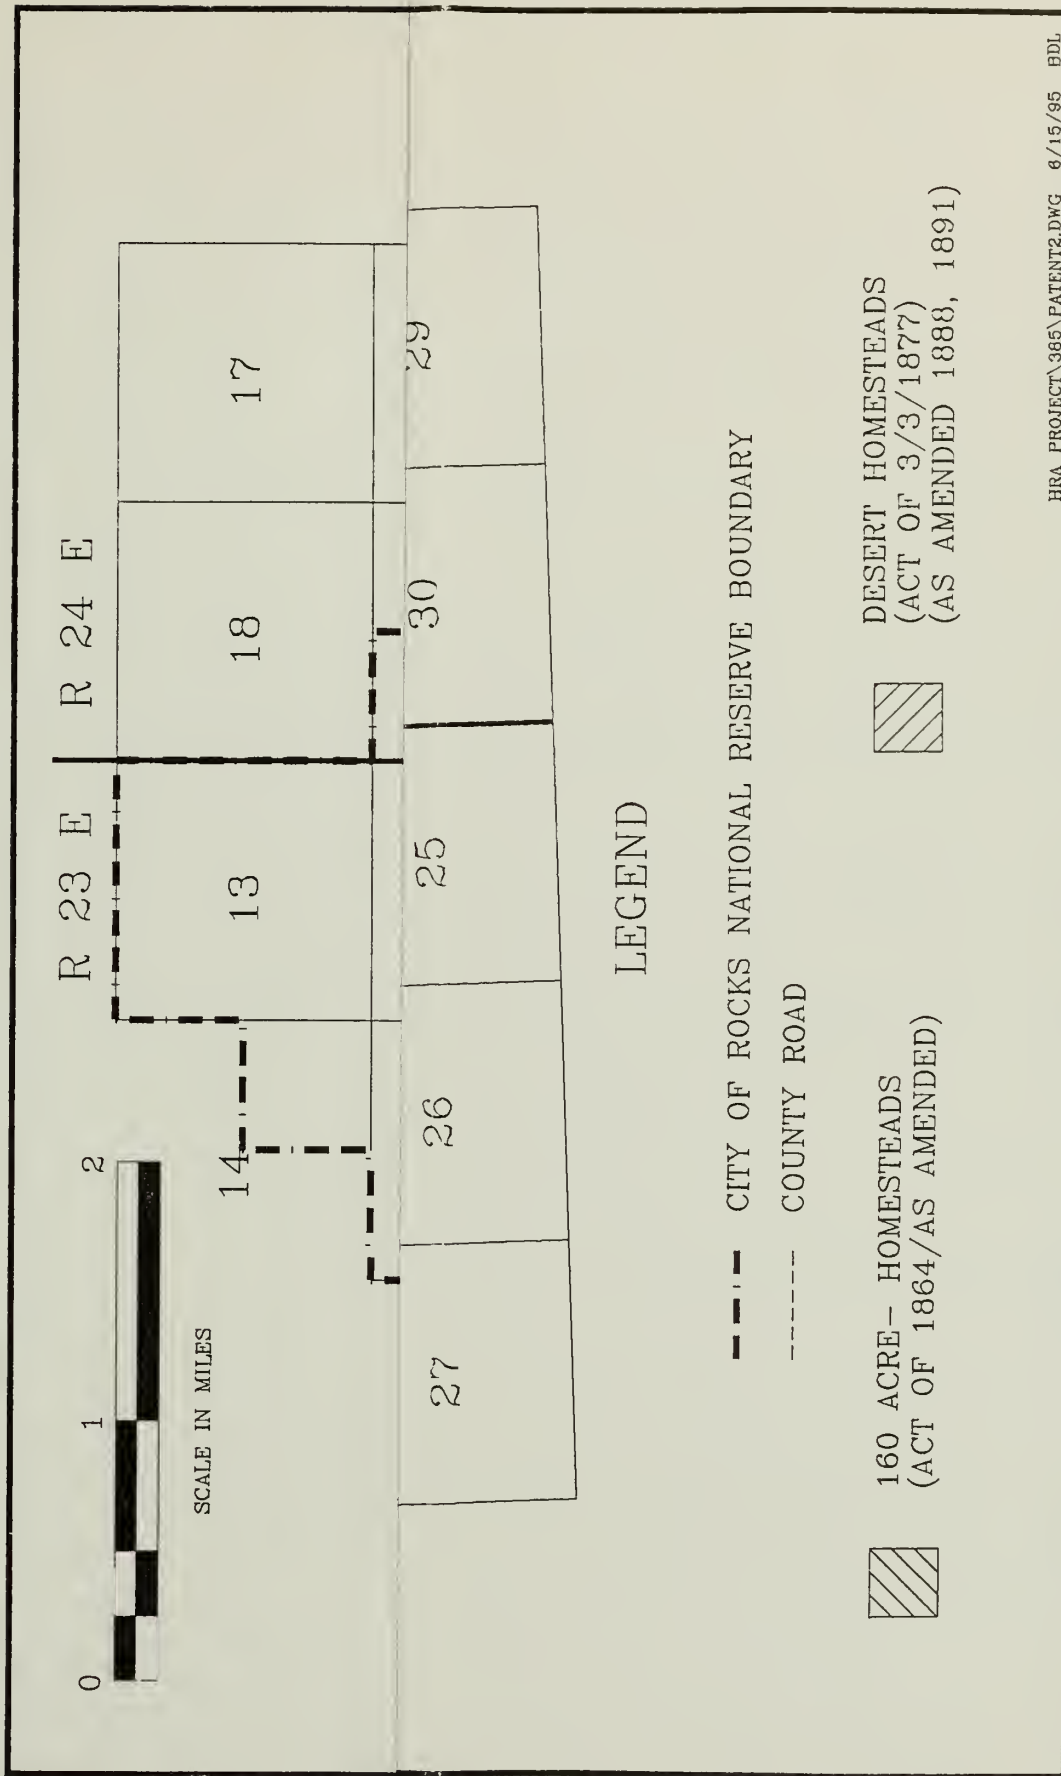 0 1 2
SCALE IN MILES
R 23 E R 24 E
14 13 18 17
27 26 25 30 29
LEGEND
CITY OF ROCKS NATIONAL RESERVE BOUNDARY
COUNTY ROAD
160 ACRE- HOMESTEADS
(ACT OF 1864/AS AMENDED)
DESERT HOMESTEADS
(ACT OF 3/3/1877)
(AS AMENDED 1888, 1891)
HRA PROJECT\385\PATENT2.DWG 6/15/95 BDL